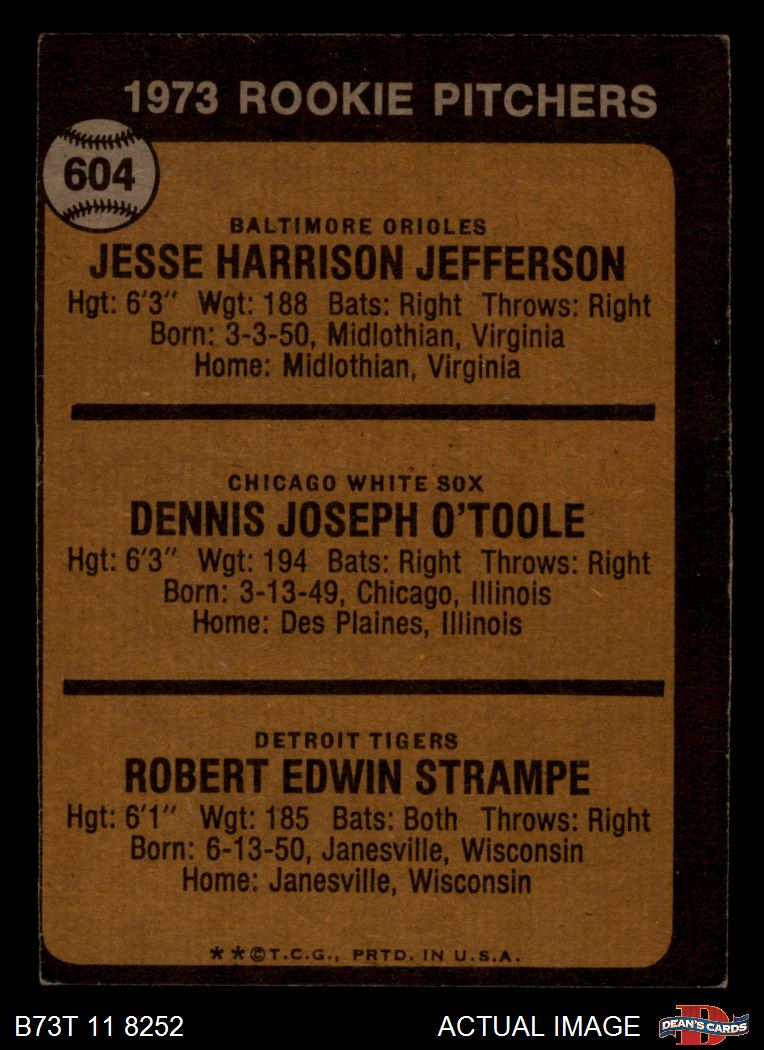 1973 ROOKIE PITCHERS
604
BALTIMORE ORIOLES
JESSE HARRISON JEFFERSON
Hgt: 6'3" Wgt: 188 Bats: Right Throws: Right
Born: 3-3-50, Midlothian, Virginia
Home: Midlothian, Virginia
CHICAGO WHITE SOX
DENNIS JOSEPH O'TOOLE
Hgt: 6'3" Wgt: 194 Bats: Right Throws: Right
Born: 3-13-49, Chicago, Illinois
Home: Des Plaines, Illinois
DETROIT TIGERS
ROBERT EDWIN STRAMPE
Hgt: 6'1" Wgt: 185 Bats: Both Throws: Right
Born: 6-13-50, Janesville, Wisconsin
Home: Janesville, Wisconsin
**©T.C.G., PRTD. IN U.S.A.
B73T 11 8252 ACTUAL IMAGE D DEAN'S CARDS